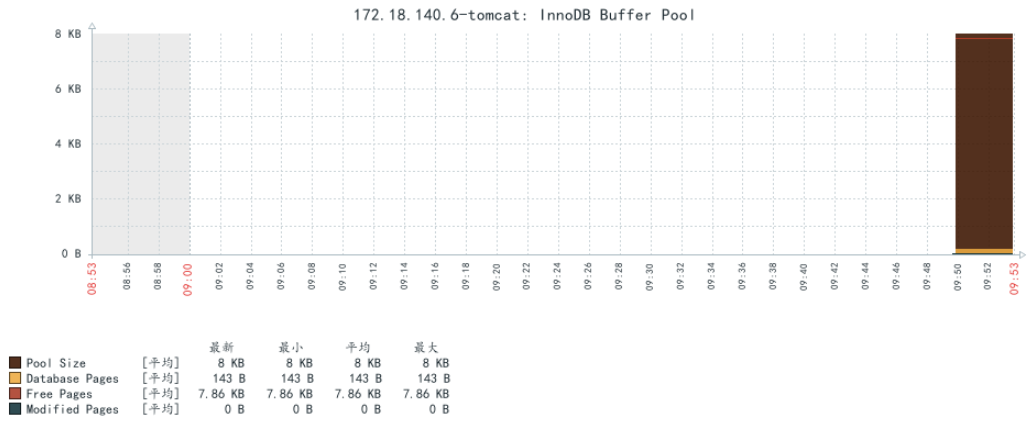 172.18.140.6-tomcat: InnoDB Buffer Pool
8 KB
6 KB
4 KB
2 KB
0 B
08:53 08:56 08:58 09:00 09:02 09:04 09:06 09:08 09:10 09:12 09:14 09:16 09:18 09:20 09:22 09:24 09:26 09:28 09:30 09:32 09:34 09:36 09:38 09:40 09:42 09:44 09:46 09:48 09:50 09:52 09:53
最新 最小 平均 最大
Pool Size [平均] 8 KB 8 KB 8 KB 8 KB
Database Pages [平均] 143 B 143 B 143 B 143 B
Free Pages [平均] 7.86 KB 7.86 KB 7.86 KB 7.86 KB
Modified Pages [平均] 0 B 0 B 0 B 0 B